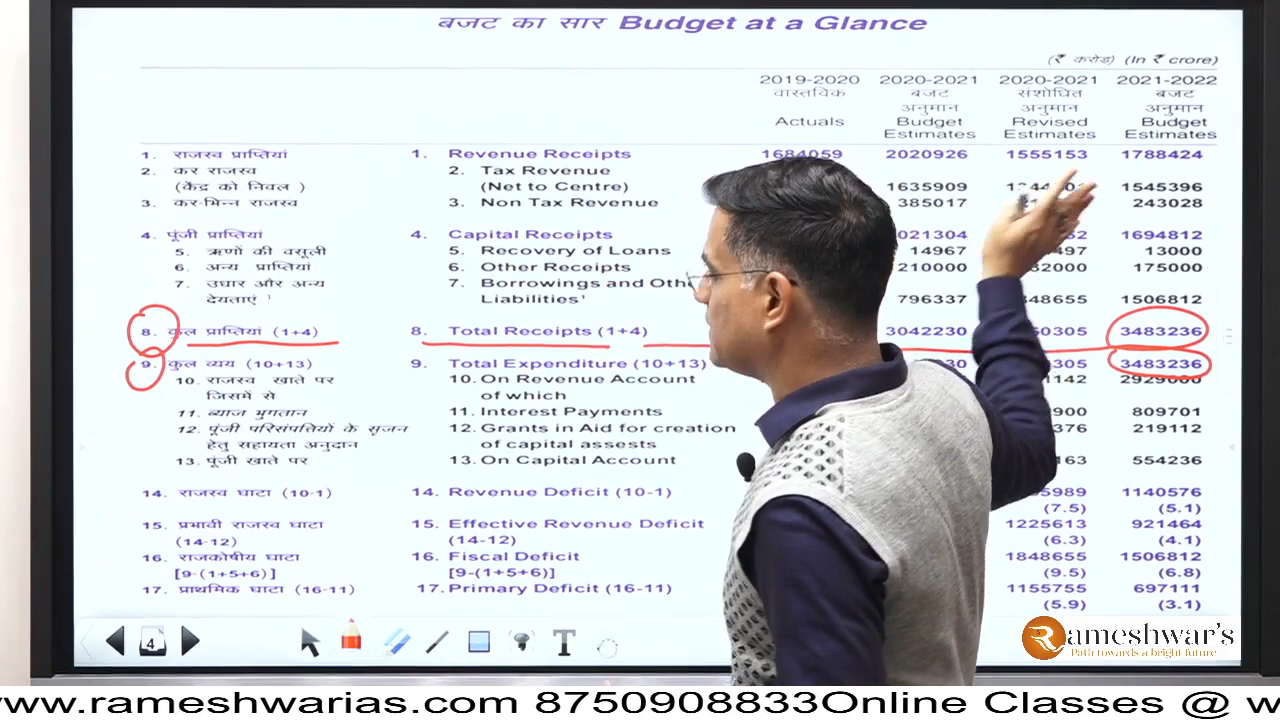 बजट का सार Budget at a Glance
(₹ करोड़) (In ₹ crore)
2019-2020 2020-2021 2020-2021 2021-2022
वास्तविक बजट संशोधित बजट
अनुमान अनुमान अनुमान
Actuals Budget Revised Budget
Estimates Estimates Estimates
1. राजस्व प्राप्तियां 1. Revenue Receipts 1684059 2020926 1555153 1788424
2. कर राजस्व 2. Tax Revenue
(केंद्र को निवल ) (Net to Centre) 1635909 1545396
3. कर-भिन्न राजस्व 3. Non Tax Revenue 385017 243028
4. पूंजी प्राप्तियां 4. Capital Receipts 1694812
5. ऋणों की वसूली 5. Recovery of Loans 14967 13000
6. अन्य प्राप्तियां 6. Other Receipts 210000 175000
7. उधार और अन्य 7. Borrowings and
देयताएं ¹ Liabilities¹ 796337 1506812
8. कुल प्राप्तियां (1+4) 8. Total Receipts (1+4) 3042230 3483236
9. कुल व्यय (10+13) 9. Total Expenditure (10+13) 3483236
10. राजस्व खाते पर 10. On Revenue Account 2929000
जिसमें से of which
11. ब्याज भुगतान 11. Interest Payments 809701
12. पूंजी परिसंपत्तियों के सृजन 12. Grants in Aid for creation 219112
हेतु सहायता अनुदान of capital assests
13. पूंजी खाते पर 13. On Capital Account 554236
14. राजस्व घाटा (10-1) 14. Revenue Deficit (10-1) 1140576
(7.5) (5.1)
15. प्रभावी राजस्व घाटा 15. Effective Revenue Deficit 1225613 921464
(14-12) (14-12) (6.3) (4.1)
16. राजकोषीय घाटा 16. Fiscal Deficit 1848655 1506812
[9-(1+5+6)] [9-(1+5+6)] (9.5) (6.8)
17. प्राथमिक घाटा (16-11) 17. Primary Deficit (16-11) 1155755 697111
(5.9) (3.1)
4
T
Rameshwar's
Path towards a bright future
www.rameshwarias.com 8750908833Online Classes @